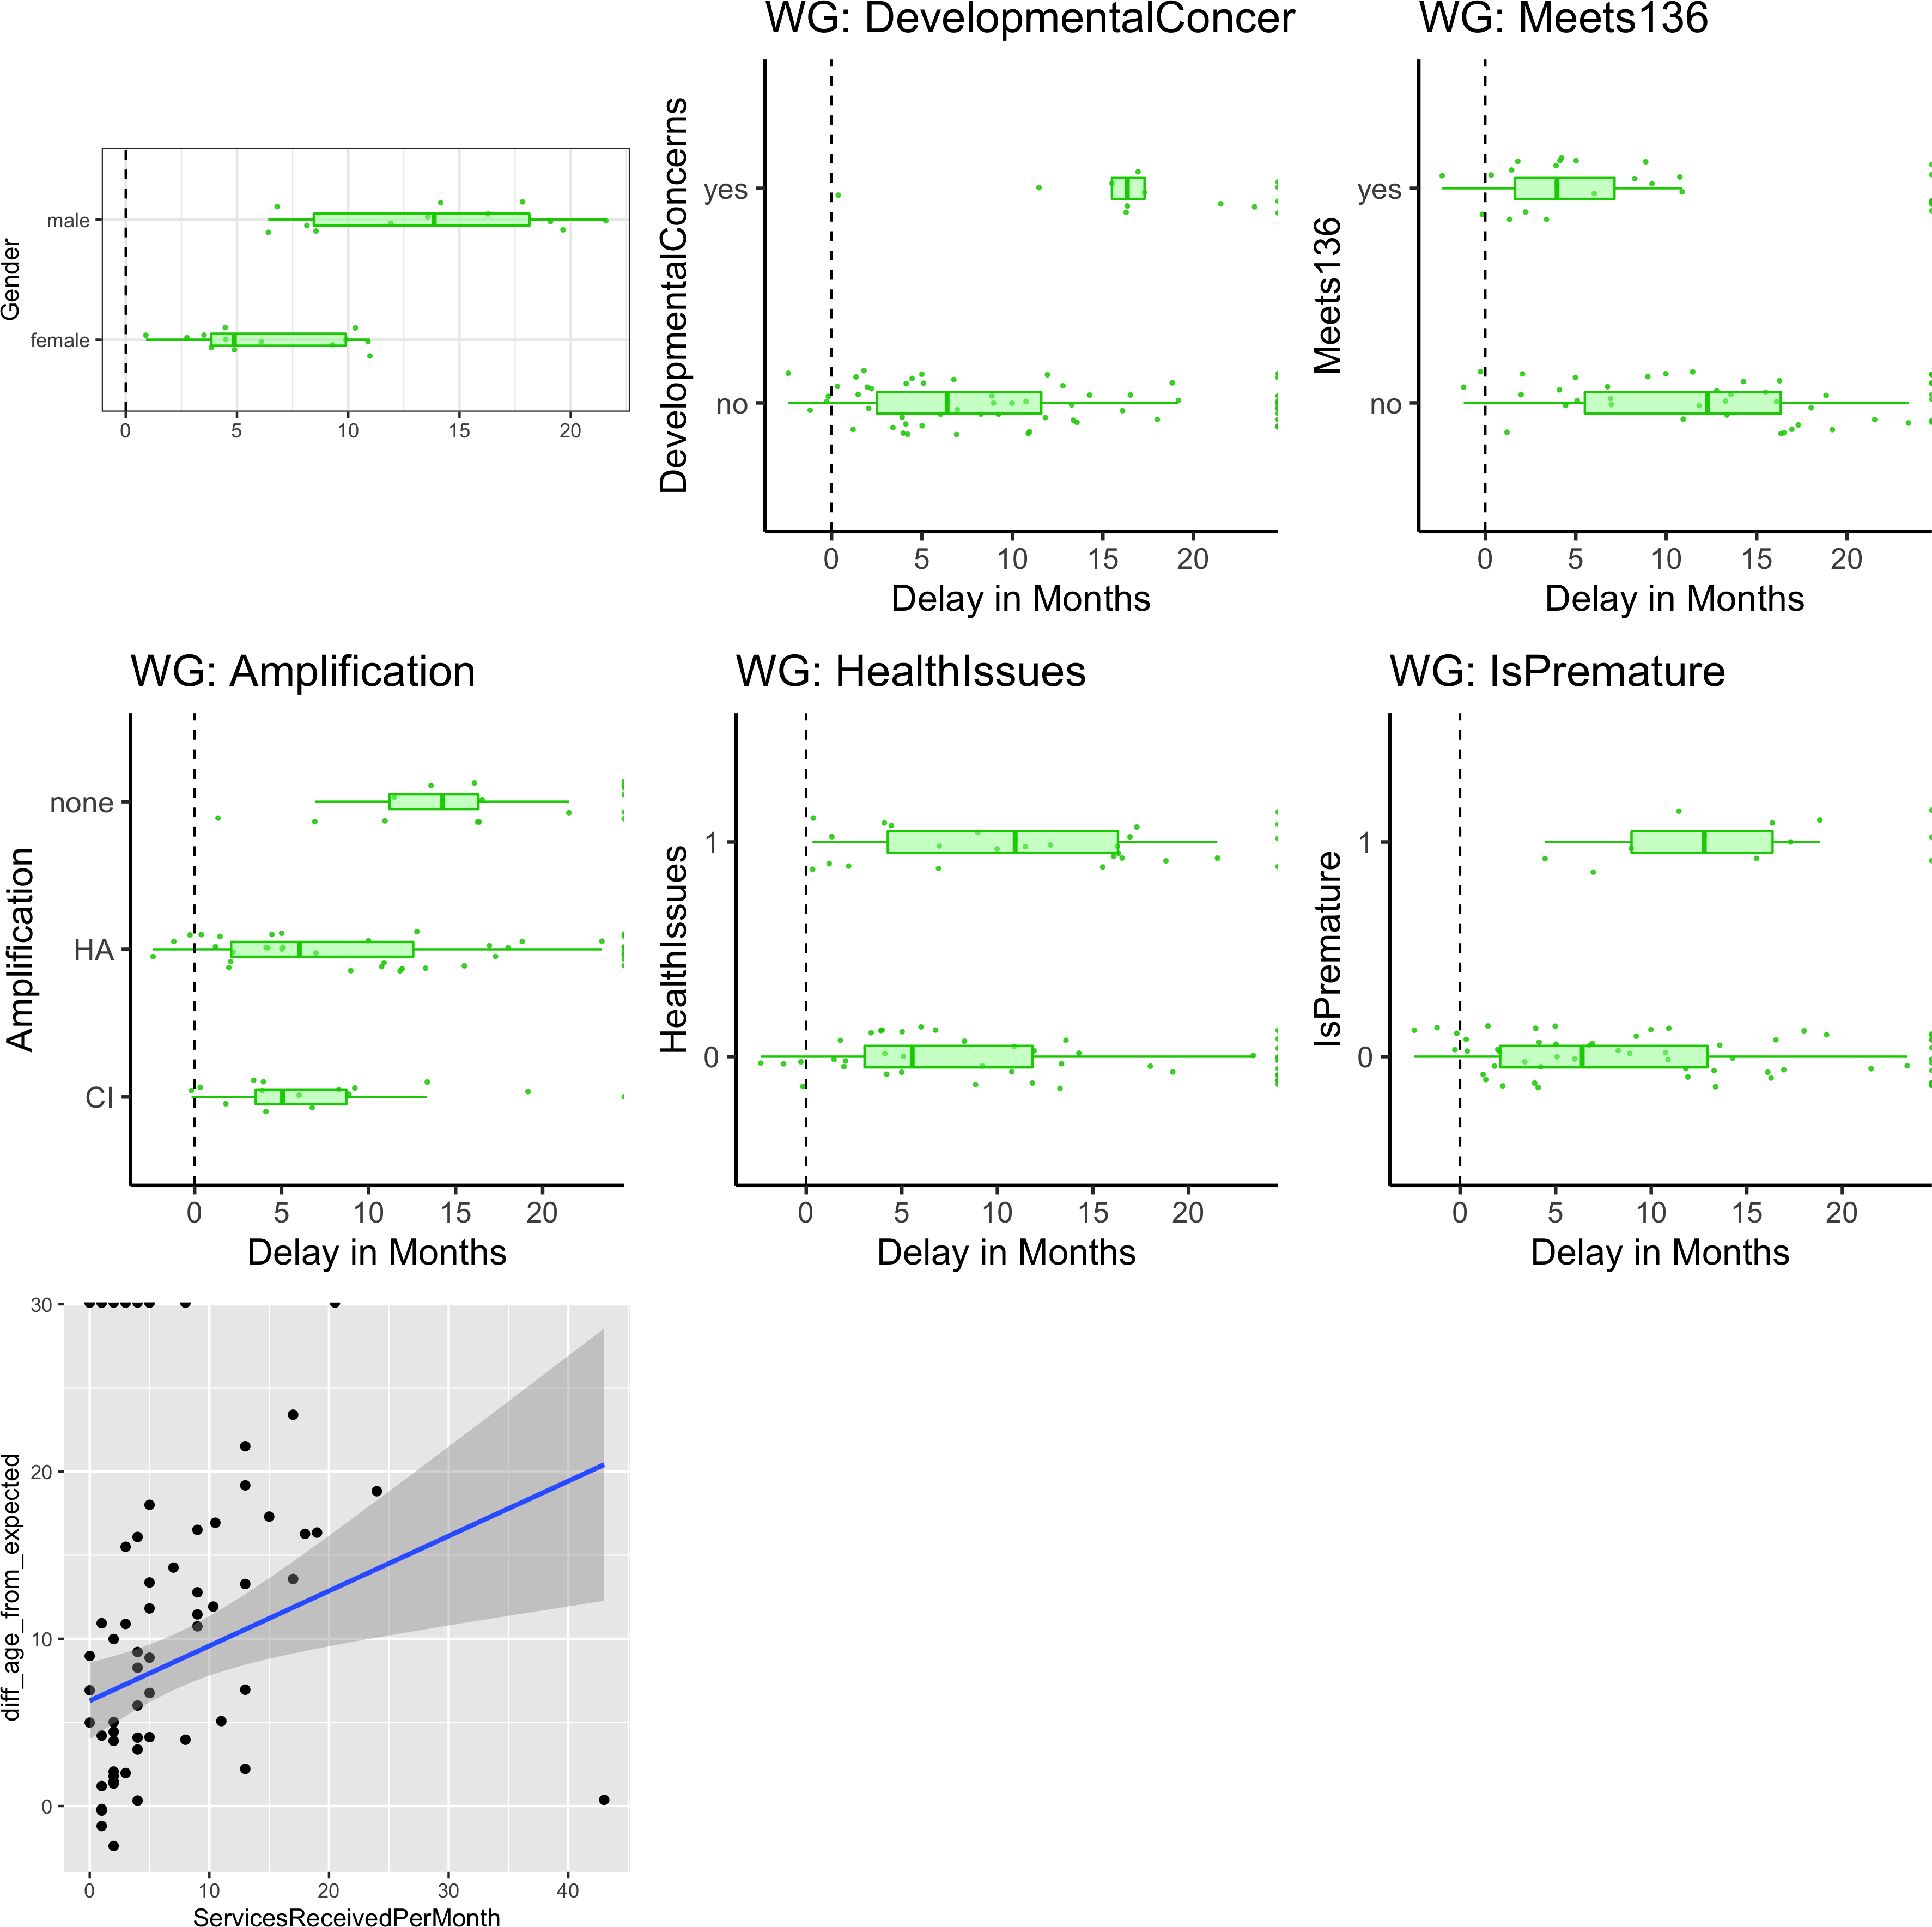 WG: DevelopmentalConcer
WG: Meets136
Gender
male
female
0 5 10 15 20
DevelopmentalConcerns
yes
no
0 5 10 15 20
Delay in Months
Meets136
yes
no
0 5 10 15 20
Delay in Months
WG: Amplification
Amplification
none
HA
CI
0 5 10 15 20
Delay in Months
WG: HealthIssues
HealthIssues
1
0
0 5 10 15 20
Delay in Months
WG: IsPremature
IsPremature
1
0
0 5 10 15 20
Delay in Months
diff_age_from_expected
30
20
10
0
0 10 20 30 40
ServicesReceivedPerMonth